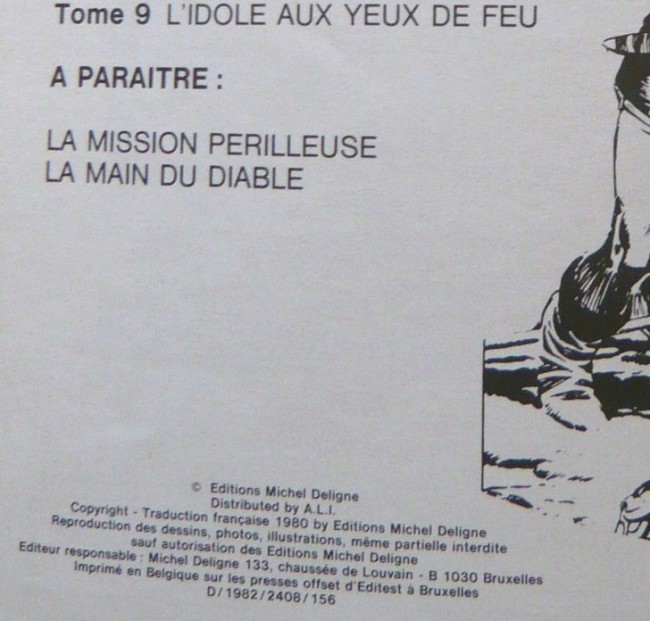 Tome 9 L'IDOLE AUX YEUX DE FEU
A PARAITRE :
LA MISSION PERILLEUSE
LA MAIN DU DIABLE
© Editions Michel Deligne
Distributed by A.L.I.
Copyright - Traduction française 1980 by Editions Michel Deligne
Reproduction des dessins, photos, illustrations, même partielle interdite
sauf autorisation des Editions Michel Deligne
Editeur responsable : Michel Deligne 133, chaussée de Louvain - B 1030 Bruxelles
Imprimé en Belgique sur les presses offset d'Editest à Bruxelles
D/1982/2408/156